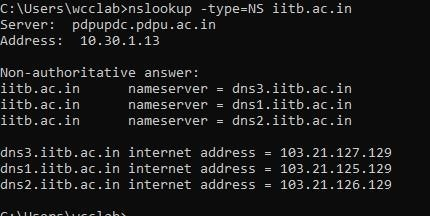 C:\Users\wcclab>nslookup -type=NS iitb.ac.in
Server:  pdpupdc.pdpu.ac.in
Address:  10.30.1.13

Non-authoritative answer:
iitb.ac.in      nameserver = dns3.iitb.ac.in
iitb.ac.in      nameserver = dns1.iitb.ac.in
iitb.ac.in      nameserver = dns2.iitb.ac.in

dns3.iitb.ac.in internet address = 103.21.127.129
dns1.iitb.ac.in internet address = 103.21.125.129
dns2.iitb.ac.in internet address = 103.21.126.129

C:\Users\wcclab>